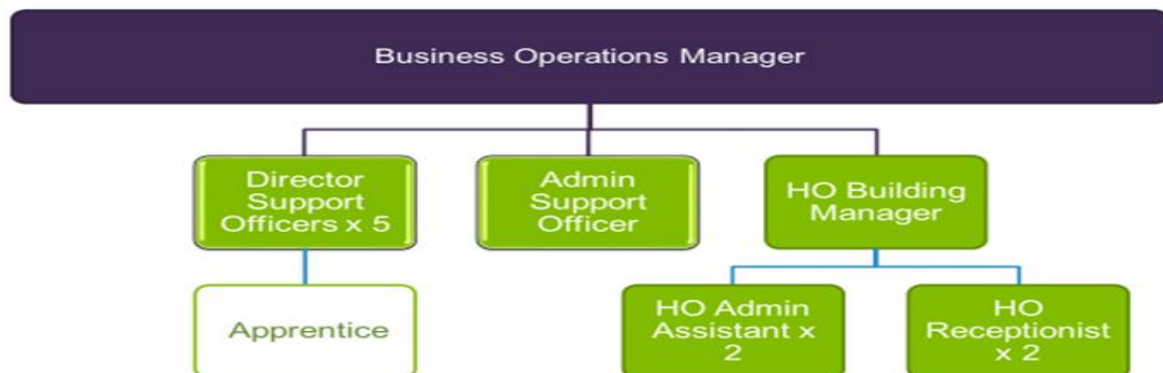 Business Operations Manager
Director
Support
Officers x 5
Admin
Support
Officer
HO Building
Manager
Apprentice
HO Admin
Assistant x
2
HO
Receptionist
x 2